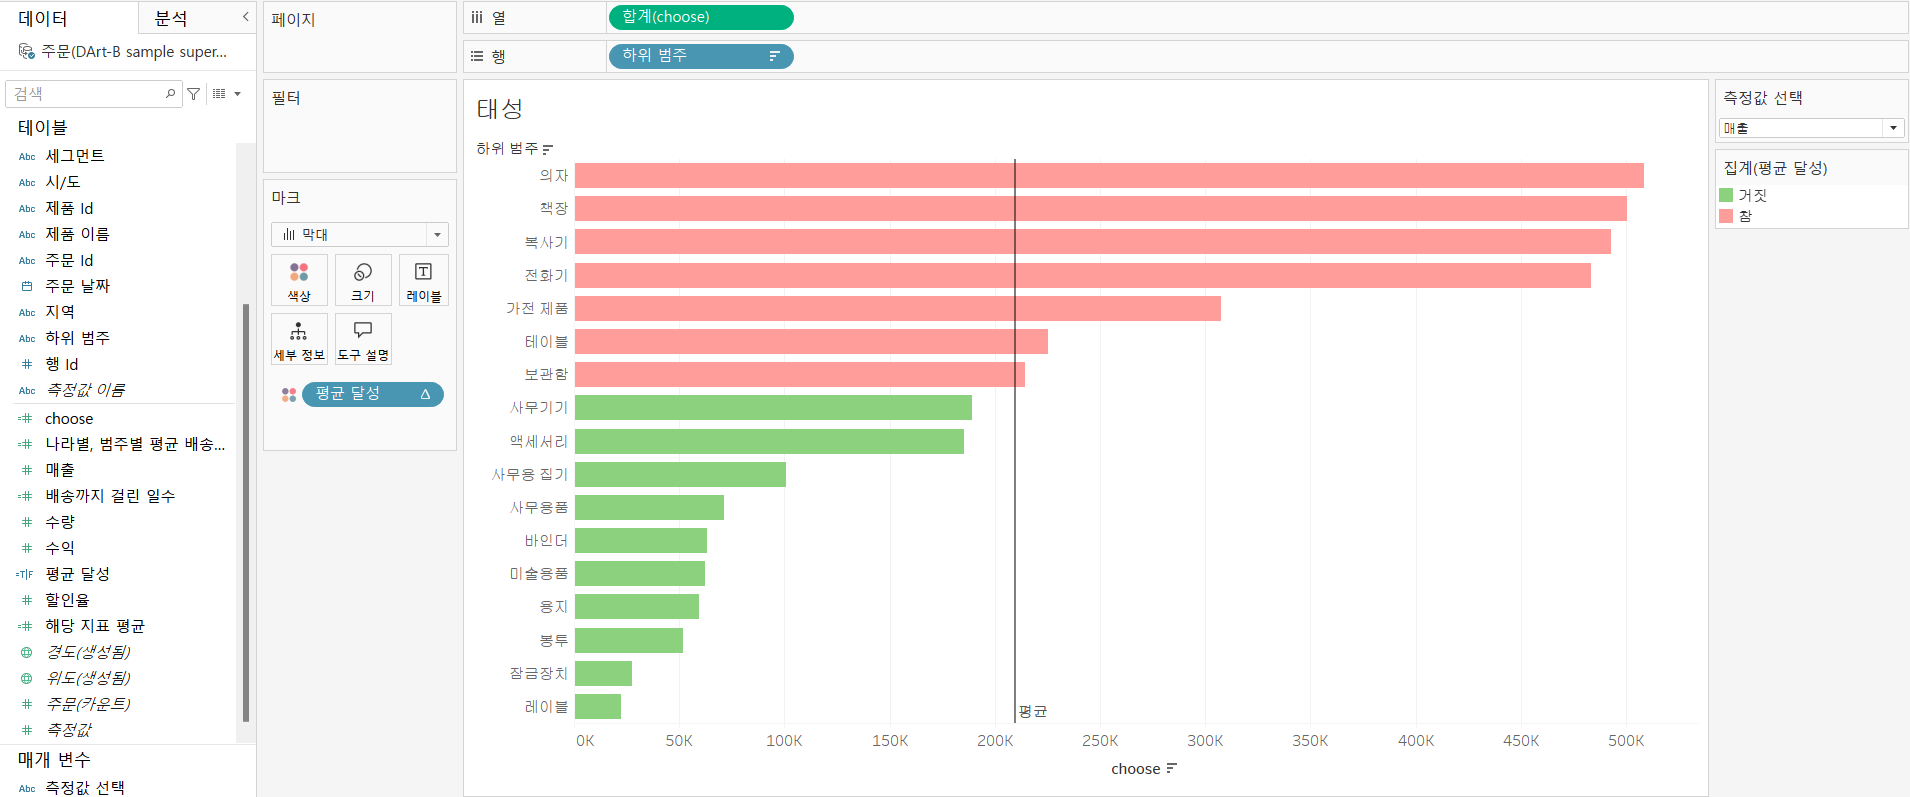 데이터
분석
주문(DArt-B sample super...
검색
테이블
Abc 세그먼트
Abc 시/도
Abc 제품 Id
Abc 제품 이름
Abc 주문 Id
주문 날짜
Abc 지역
Abc 하위 범주
# 행 Id
Abc 측정값 이름
=# choose
=# 나라별, 범주별 평균 배송...
# 매출
=# 배송까지 걸린 일수
# 수량
# 수익
=T|F 평균 달성
# 할인율
=# 해당 지표 평균
경도(생성됨)
위도(생성됨)
# 주문(카운트)
# 측정값
매개 변수
Abc 측정값 선택
페이지
필터
마크
막대
색상
크기
레이블
세부 정보
도구 설명
평균 달성 Δ
열
합계(choose)
행
하위 범주
태성
하위 범주
의자
책장
복사기
전화기
가전 제품
테이블
보관함
사무기기
액세서리
사무용 집기
사무용품
바인더
미술용품
용지
봉투
잠금장치
레이블
평균
0K 50K 100K 150K 200K 250K 300K 350K 400K 450K 500K
choose
측정값 선택
매출
집계(평균 달성)
거짓
참